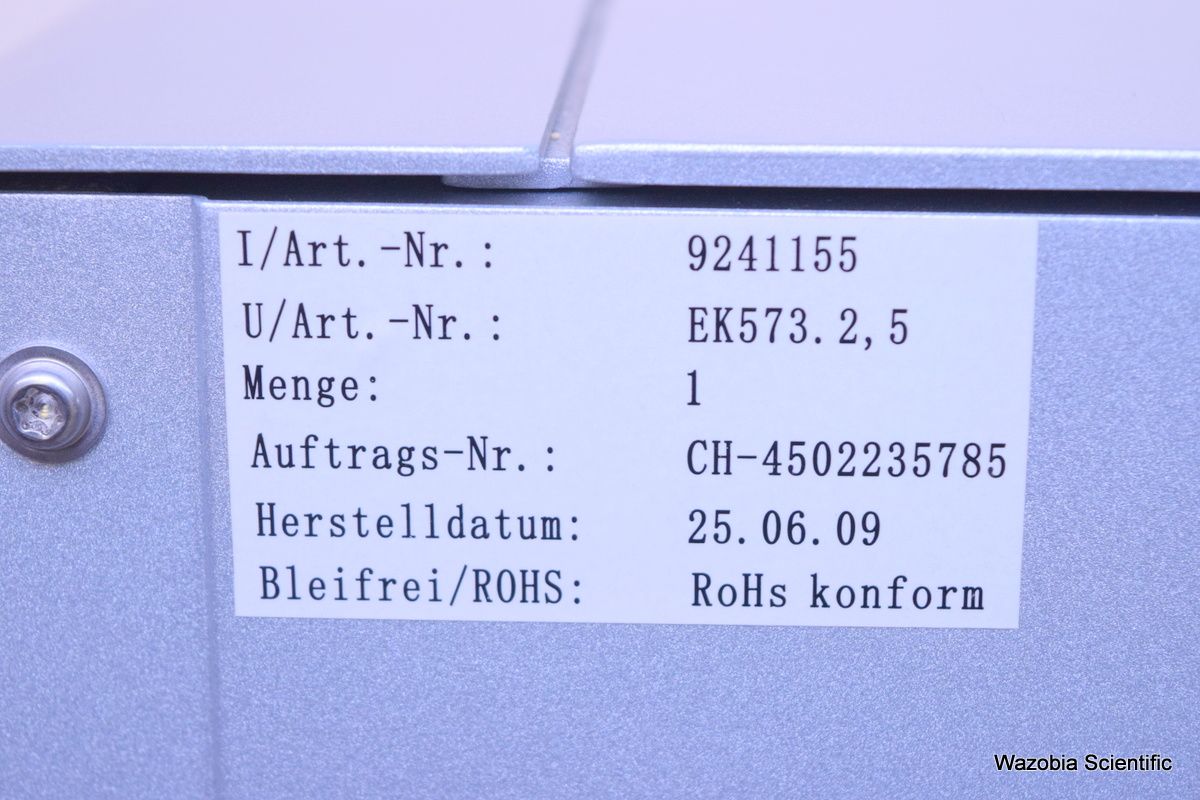 I/Art.-Nr.: 9241155
U/Art.-Nr.: EK573.2,5
Menge: 1
Auftrags-Nr.: CH-4502235785
Herstelldatum: 25.06.09
Bleifrei/ROHS: RoHs konform
Wazobia Scientific